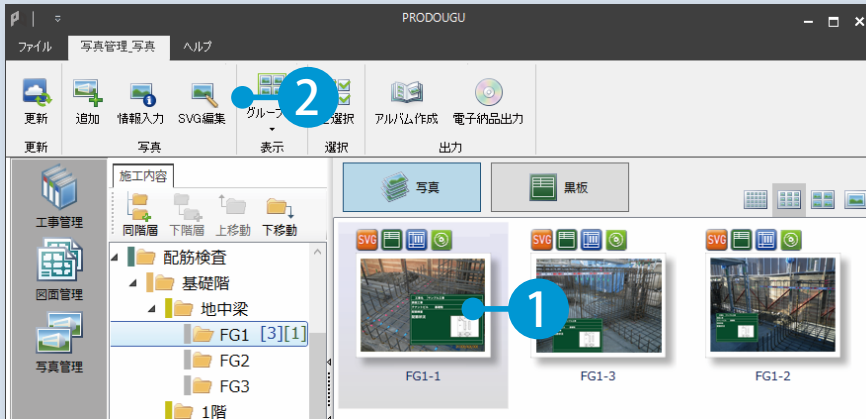 PRODOUGU
ファイル 写真管理_写真 ヘルプ
更新 追加 情報入力 SVG編集 グループ 選択 アルバム作成 電子納品出力
2
更新 写真 表示 選択 出力
工事管理
図面管理
写真管理
施工内容
同階層 下階層 上移動 下移動
配筋検査
基礎階
地中梁
FG1 [3][1]
FG2
FG3
1階
写真 黒板
SVG SVG SVG
1
FG1-1 FG1-3 FG1-2